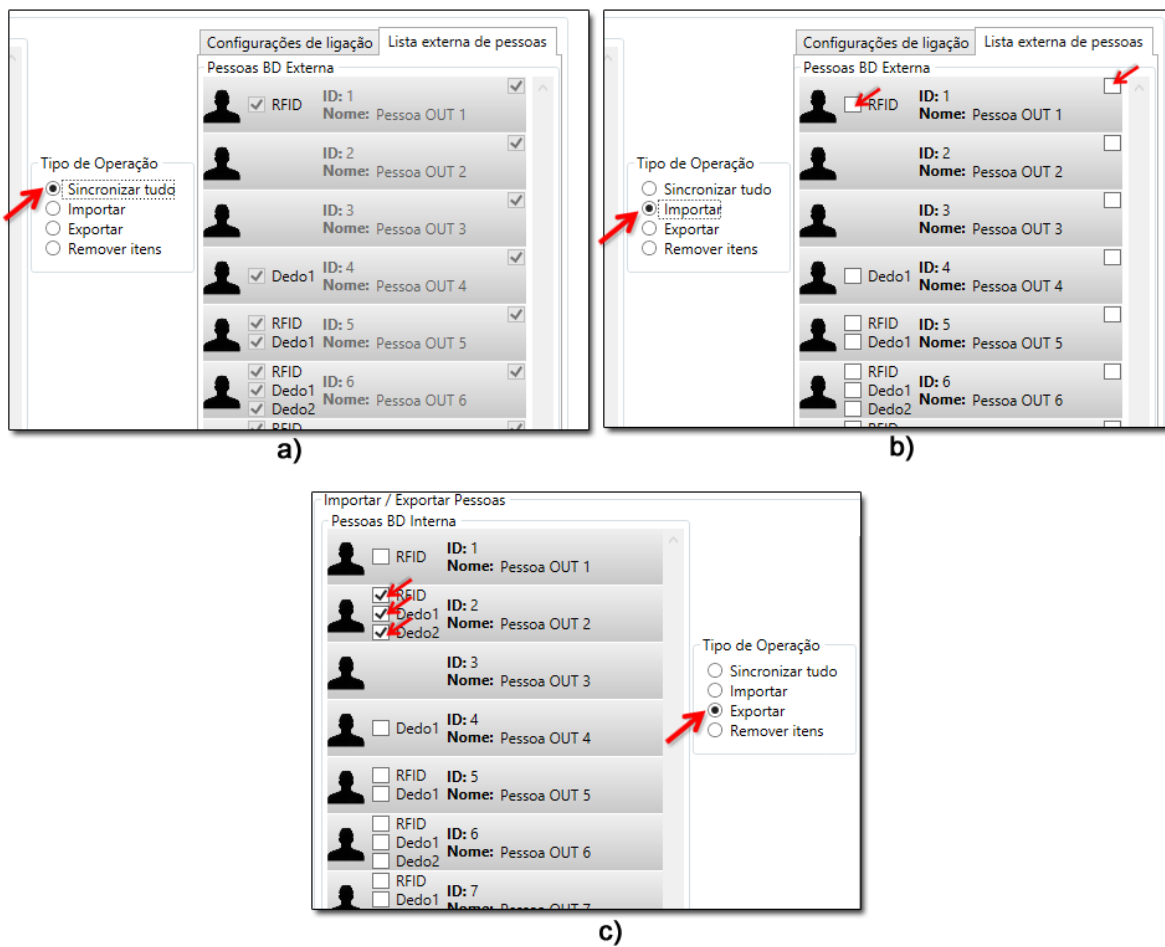 Configurações de ligação Lista externa de pessoas
Pessoas BD Externa
RFID ID: 1
Nome: Pessoa OUT 1
ID: 2
Nome: Pessoa OUT 2
ID: 3
Nome: Pessoa OUT 3
Dedo1 ID: 4
Nome: Pessoa OUT 4
RFID ID: 5
Dedo1 Nome: Pessoa OUT 5
RFID
Dedo1 ID: 6
Dedo2 Nome: Pessoa OUT 6
RFID
Tipo de Operação
Sincronizar tudo
Importar
Exportar
Remover itens
a)
Configurações de ligação Lista externa de pessoas
Pessoas BD Externa
RFID ID: 1
Nome: Pessoa OUT 1
ID: 2
Nome: Pessoa OUT 2
ID: 3
Nome: Pessoa OUT 3
Dedo1 ID: 4
Nome: Pessoa OUT 4
RFID ID: 5
Dedo1 Nome: Pessoa OUT 5
RFID
Dedo1 ID: 6
Dedo2 Nome: Pessoa OUT 6
RFID
Tipo de Operação
Sincronizar tudo
Importar
Exportar
Remover itens
b)
Importar / Exportar Pessoas
Pessoas BD Interna
RFID ID: 1
Nome: Pessoa OUT 1
RFID
Dedo1 ID: 2
Dedo2 Nome: Pessoa OUT 2
ID: 3
Nome: Pessoa OUT 3
Dedo1 ID: 4
Nome: Pessoa OUT 4
RFID ID: 5
Dedo1 Nome: Pessoa OUT 5
RFID
Dedo1 ID: 6
Dedo2 Nome: Pessoa OUT 6
RFID ID: 7
Dedo1 Nome: Pessoa OUT 7
Tipo de Operação
Sincronizar tudo
Importar
Exportar
Remover itens
c)